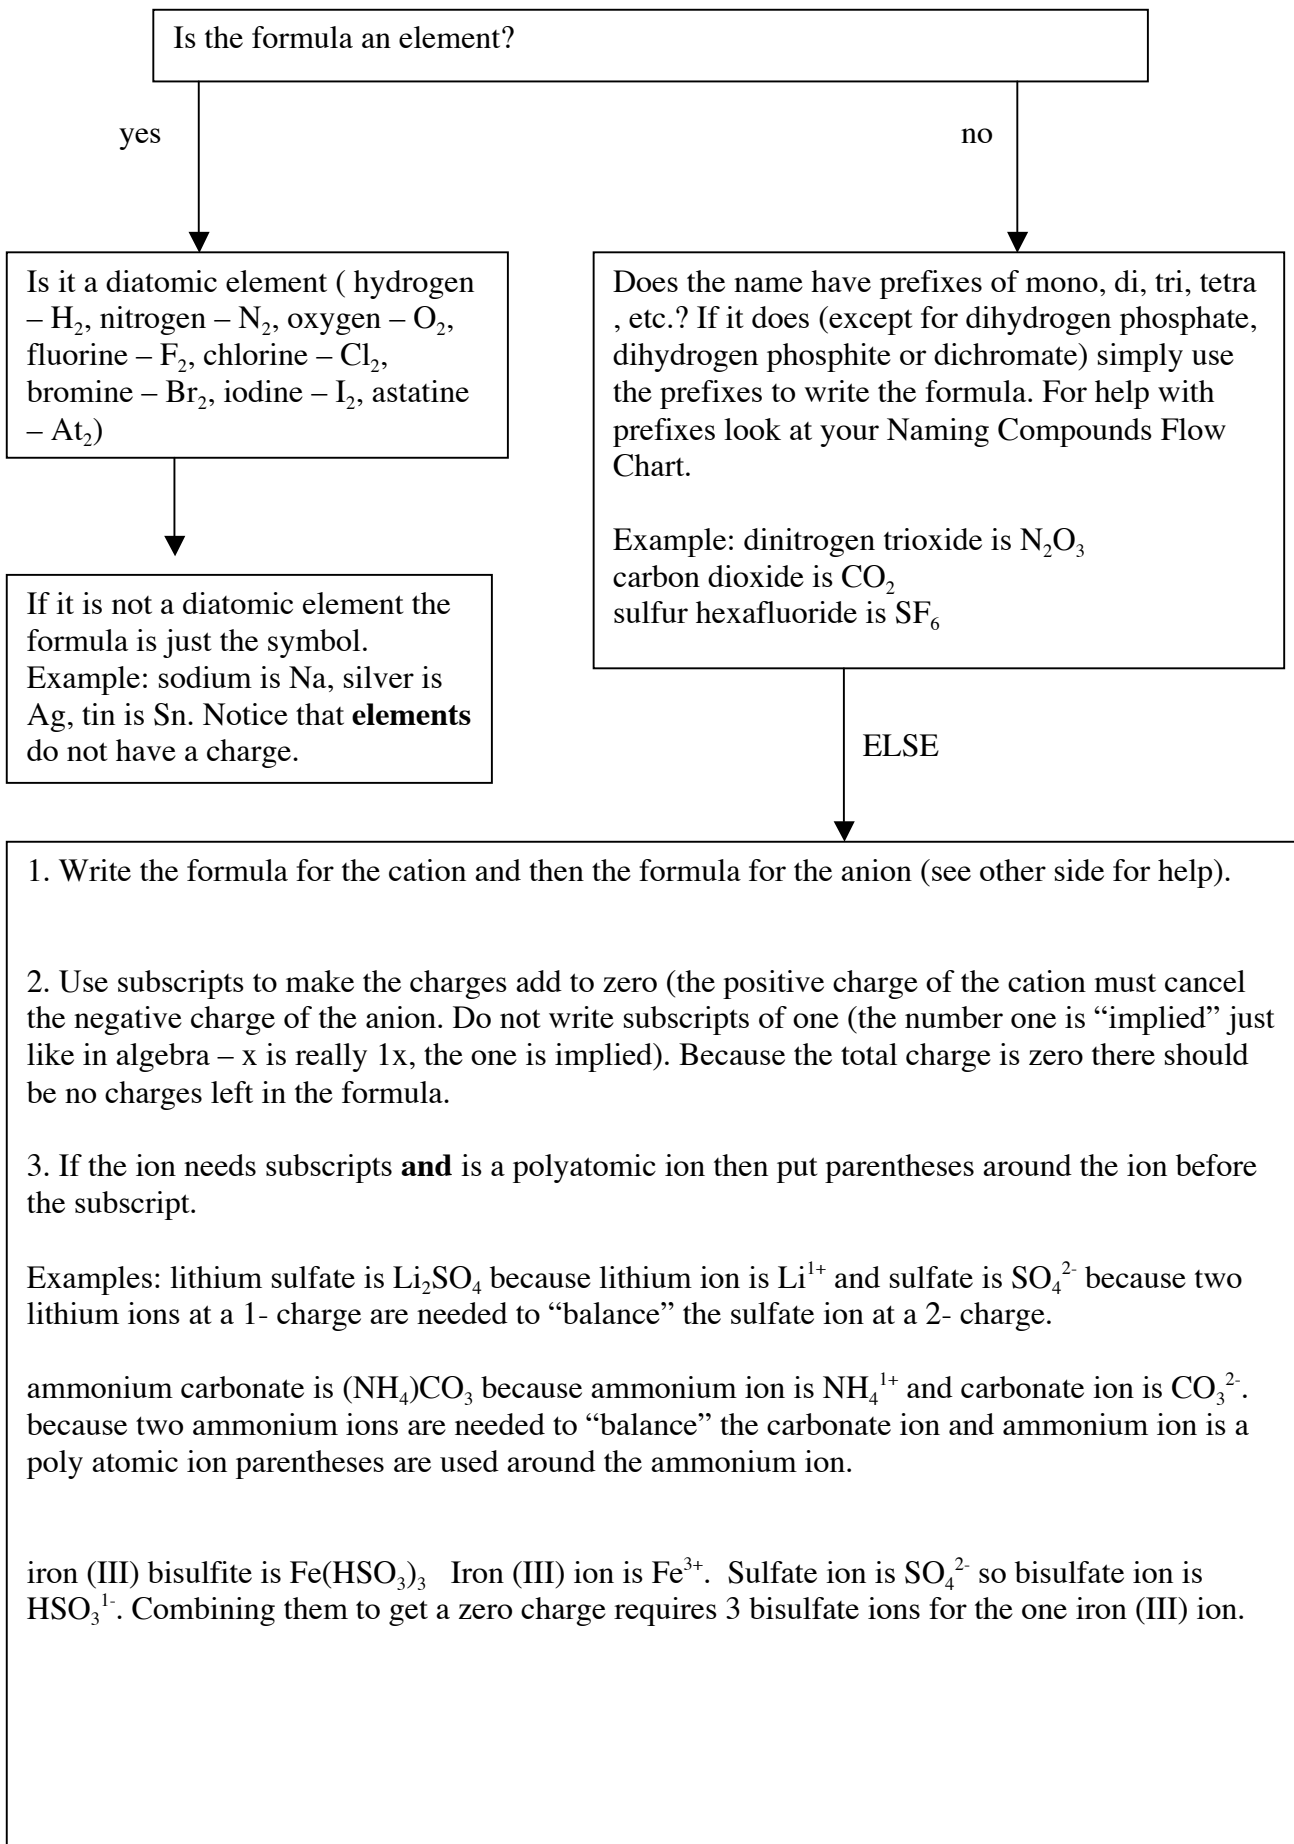 Is the formula an element?
yes
no
Is it a diatomic element ( hydrogen
– H₂, nitrogen – N₂, oxygen – O₂,
fluorine – F₂, chlorine – Cl₂,
bromine – Br₂, iodine – I₂, astatine
– At₂)
Does the name have prefixes of mono, di, tri, tetra
, etc.? If it does (except for dihydrogen phosphate,
dihydrogen phosphite or dichromate) simply use
the prefixes to write the formula. For help with
prefixes look at your Naming Compounds Flow
Chart.
Example: dinitrogen trioxide is N₂O₃
carbon dioxide is CO₂
sulfur hexafluoride is SF₆
If it is not a diatomic element the
formula is just the symbol.
Example: sodium is Na, silver is
Ag, tin is Sn. Notice that elements
do not have a charge.
ELSE
1. Write the formula for the cation and then the formula for the anion (see other side for help).
2. Use subscripts to make the charges add to zero (the positive charge of the cation must cancel
the negative charge of the anion. Do not write subscripts of one (the number one is “implied” just
like in algebra – x is really 1x, the one is implied). Because the total charge is zero there should
be no charges left in the formula.
3. If the ion needs subscripts and is a polyatomic ion then put parentheses around the ion before
the subscript.
Examples: lithium sulfate is Li₂SO₄ because lithium ion is Li¹⁺ and sulfate is SO₄²⁻ because two
lithium ions at a 1- charge are needed to “balance” the sulfate ion at a 2- charge.
ammonium carbonate is (NH₄)CO₃ because ammonium ion is NH₄¹⁺ and carbonate ion is CO₃²⁻.
because two ammonium ions are needed to “balance” the carbonate ion and ammonium ion is a
poly atomic ion parentheses are used around the ammonium ion.
iron (III) bisulfite is Fe(HSO₃)₃ Iron (III) ion is Fe³⁺. Sulfate ion is SO₄²⁻ so bisulfate ion is
HSO₃¹⁻. Combining them to get a zero charge requires 3 bisulfate ions for the one iron (III) ion.